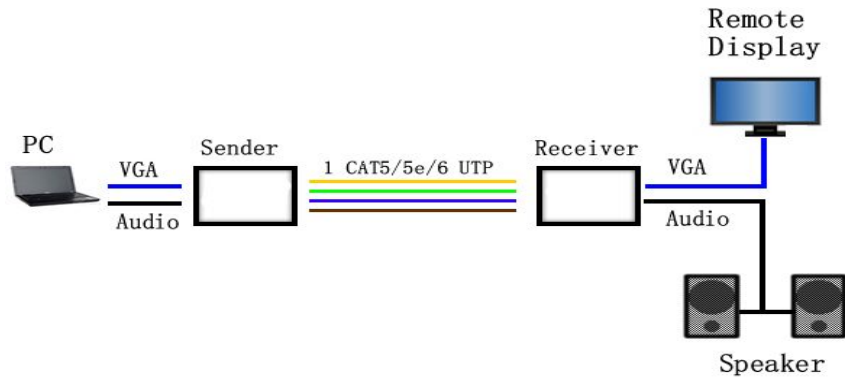 Remote
Display
PC
Sender
1 CAT5/5e/6 UTP
Receiver
VGA
VGA
Audio
Audio
Speaker